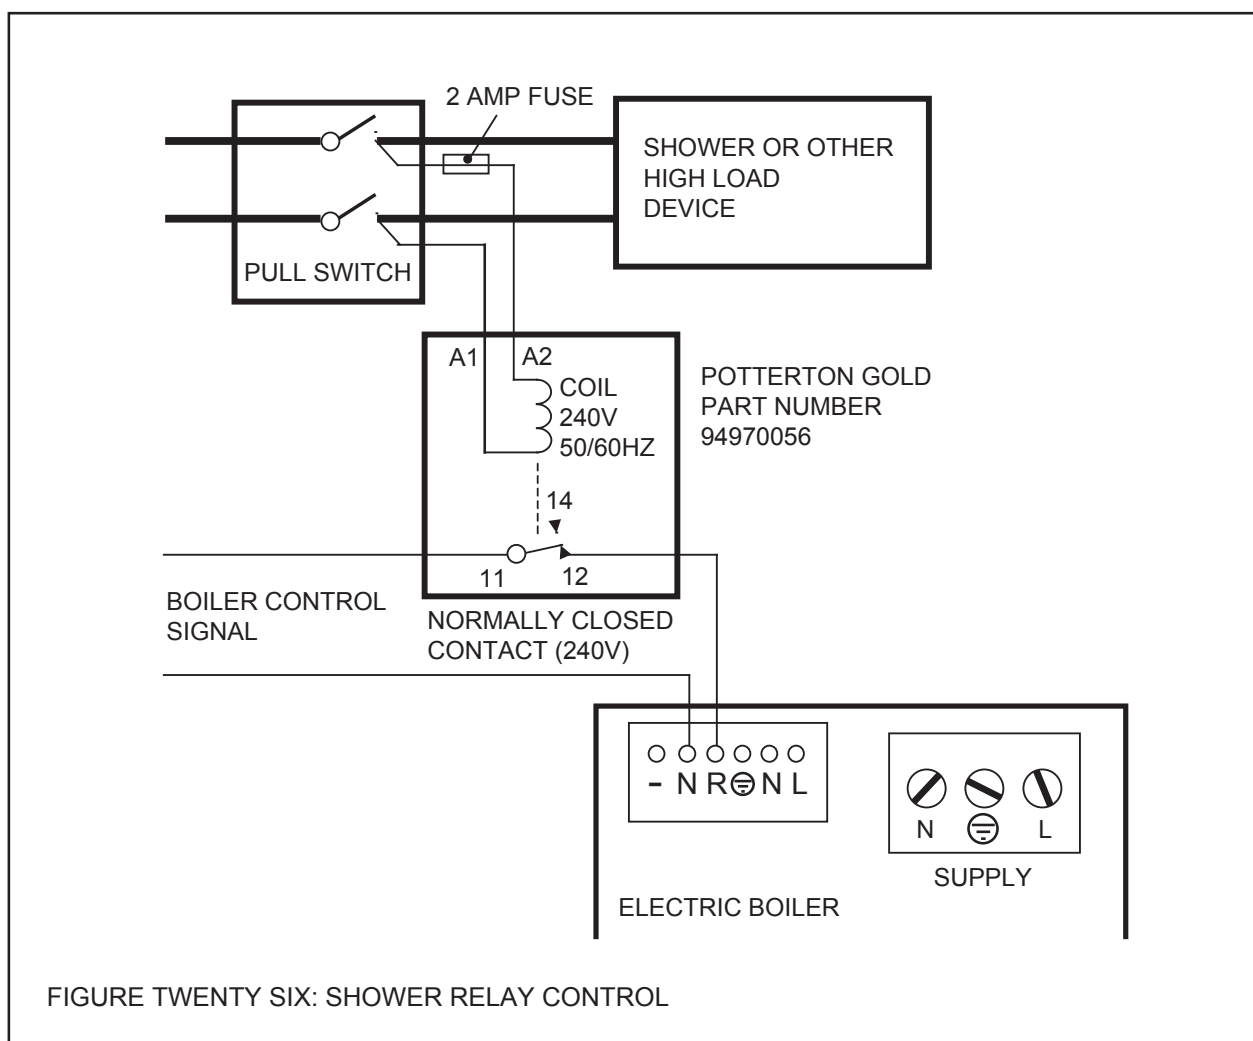 2 AMP FUSE
SHOWER OR OTHER
HIGH LOAD
DEVICE
PULL SWITCH
A1
A2
COIL
240V
50/60HZ
POTTERTON GOLD
PART NUMBER
94970056
14
11
12
BOILER CONTROL
SIGNAL
NORMALLY CLOSED
CONTACT (240V)
- N R N L
N L
SUPPLY
ELECTRIC BOILER
FIGURE TWENTY SIX: SHOWER RELAY CONTROL